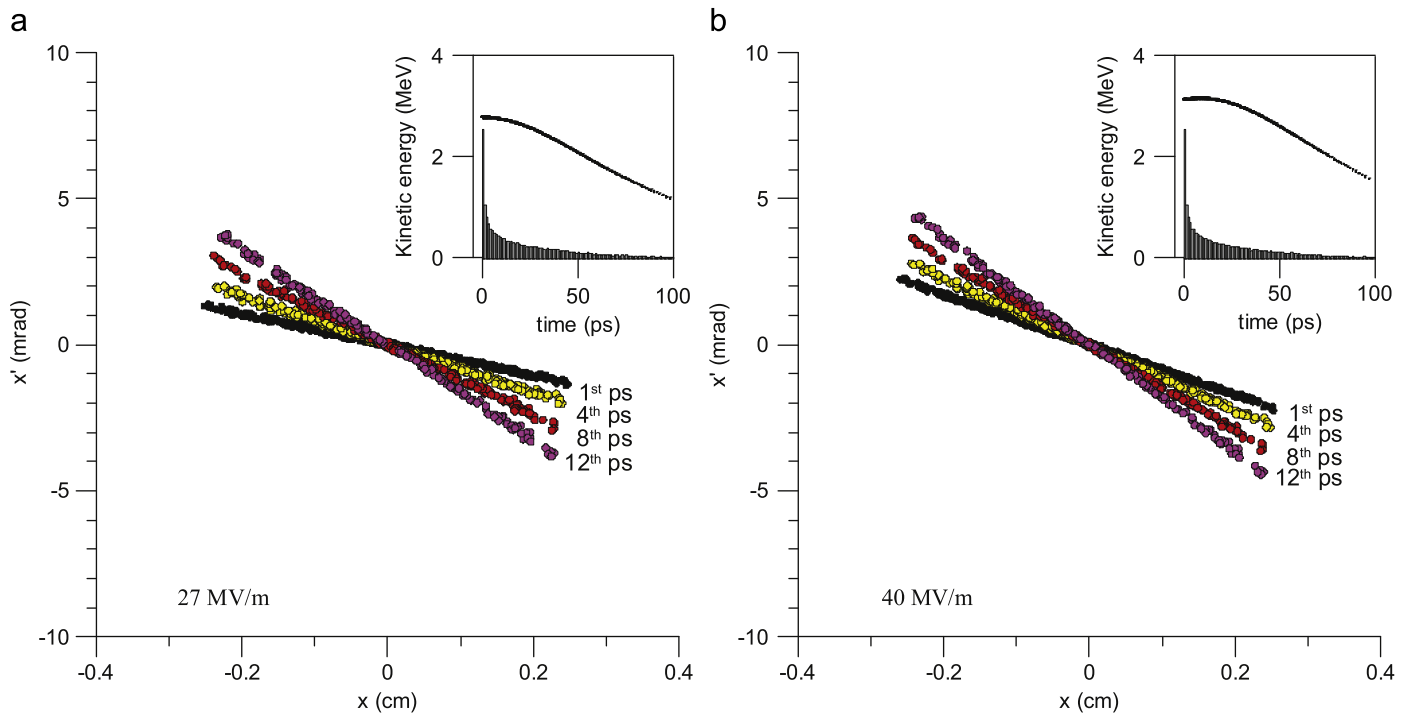 a
10
5
0
-5
-10
x' (mrad)
-0.4
-0.2
0
0.2
0.4
x (cm)
27 MV/m
1st ps
4th ps
8th ps
12th ps
4
2
0
Kinetic energy (MeV)
0
50
100
time (ps)
b
10
5
0
-5
-10
x' (mrad)
-0.4
-0.2
0
0.2
0.4
x (cm)
40 MV/m
1st ps
4th ps
8th ps
12th ps
4
2
0
Kinetic energy (MeV)
0
50
100
time (ps)